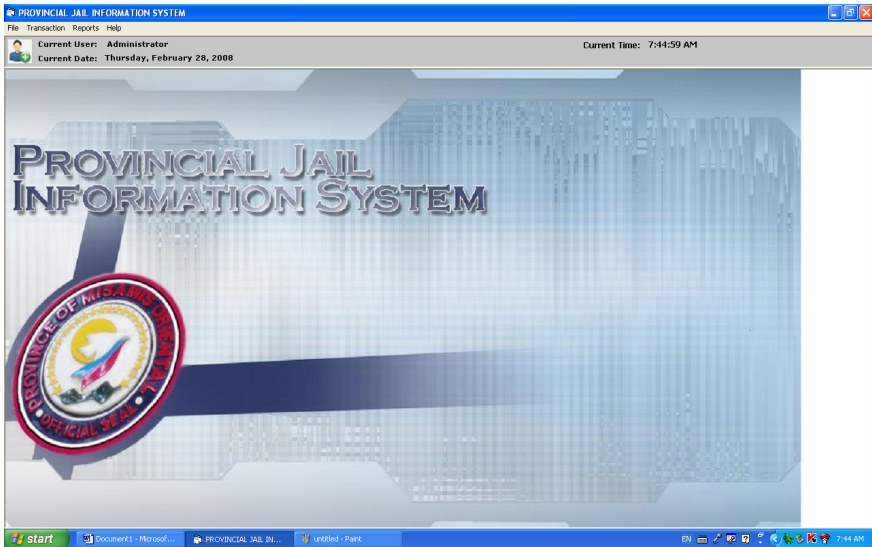 PROVINCIAL JAIL INFORMATION SYSTEM
File Transaction Reports Help
Current User: Administrator
Current Time: 7:44:59 AM
Current Date: Thursday, February 28, 2008
PROVINCIAL JAIL
INFORMATION SYSTEM
PROVINCE OF MISAMIS ORIENTAL
OFFICIAL SEAL
start Document1 - Microsof... PROVINCIAL JAIL IN... untitled - Paint EN 7:44 AM